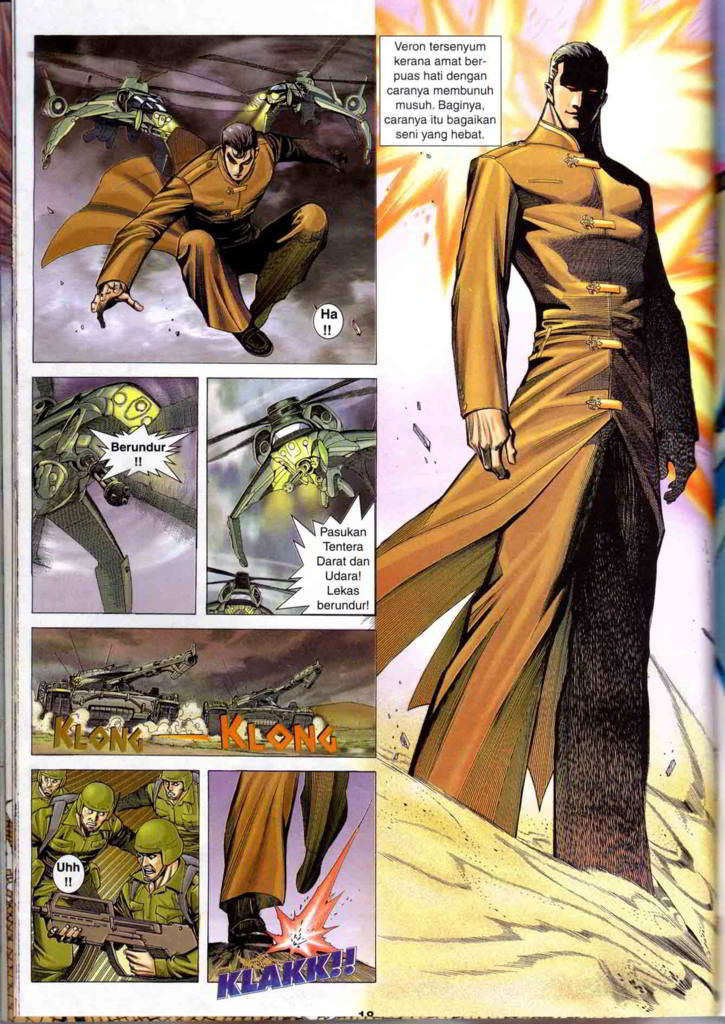 Veron tersenyum
kerana amat ber-
puas hati dengan
caranya membunuh
musuh. Baginya,
caranya itu bagaikan
seni yang hebat.
Ha
!!
Berundur
!!
Pasukan
Tentera
Darat dan
Udara!
Lekas
berundur!
KLONG
KLONG
Uhh
!!
KLAKK!!